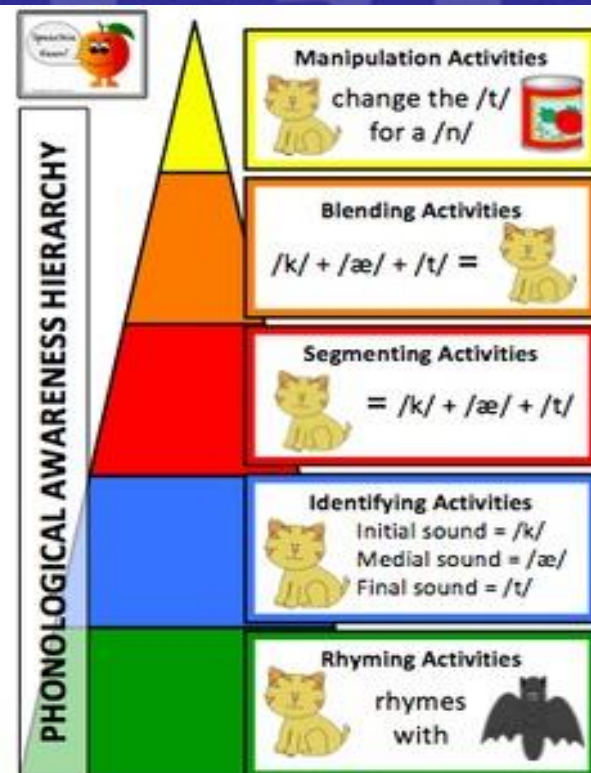 Speechie
PHONOLOGICAL AWARENESS HIERARCHY
Manipulation Activities
change the /t/
for a /n/
Blending Activities
/k/ + /æ/ + /t/ =
Segmenting Activities
= /k/ + /æ/ + /t/
Identifying Activities
Initial sound = /k/
Medial sound = /æ/
Final sound = /t/
Rhyming Activities
rhymes
with